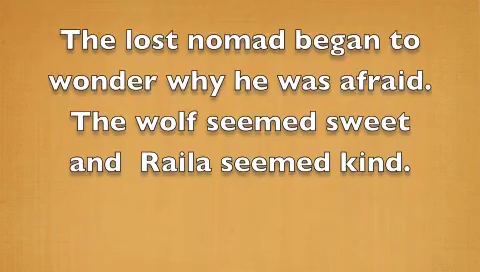 The lost nomad began to
wonder why he was afraid.
The wolf seemed sweet
and  Raila seemed kind.